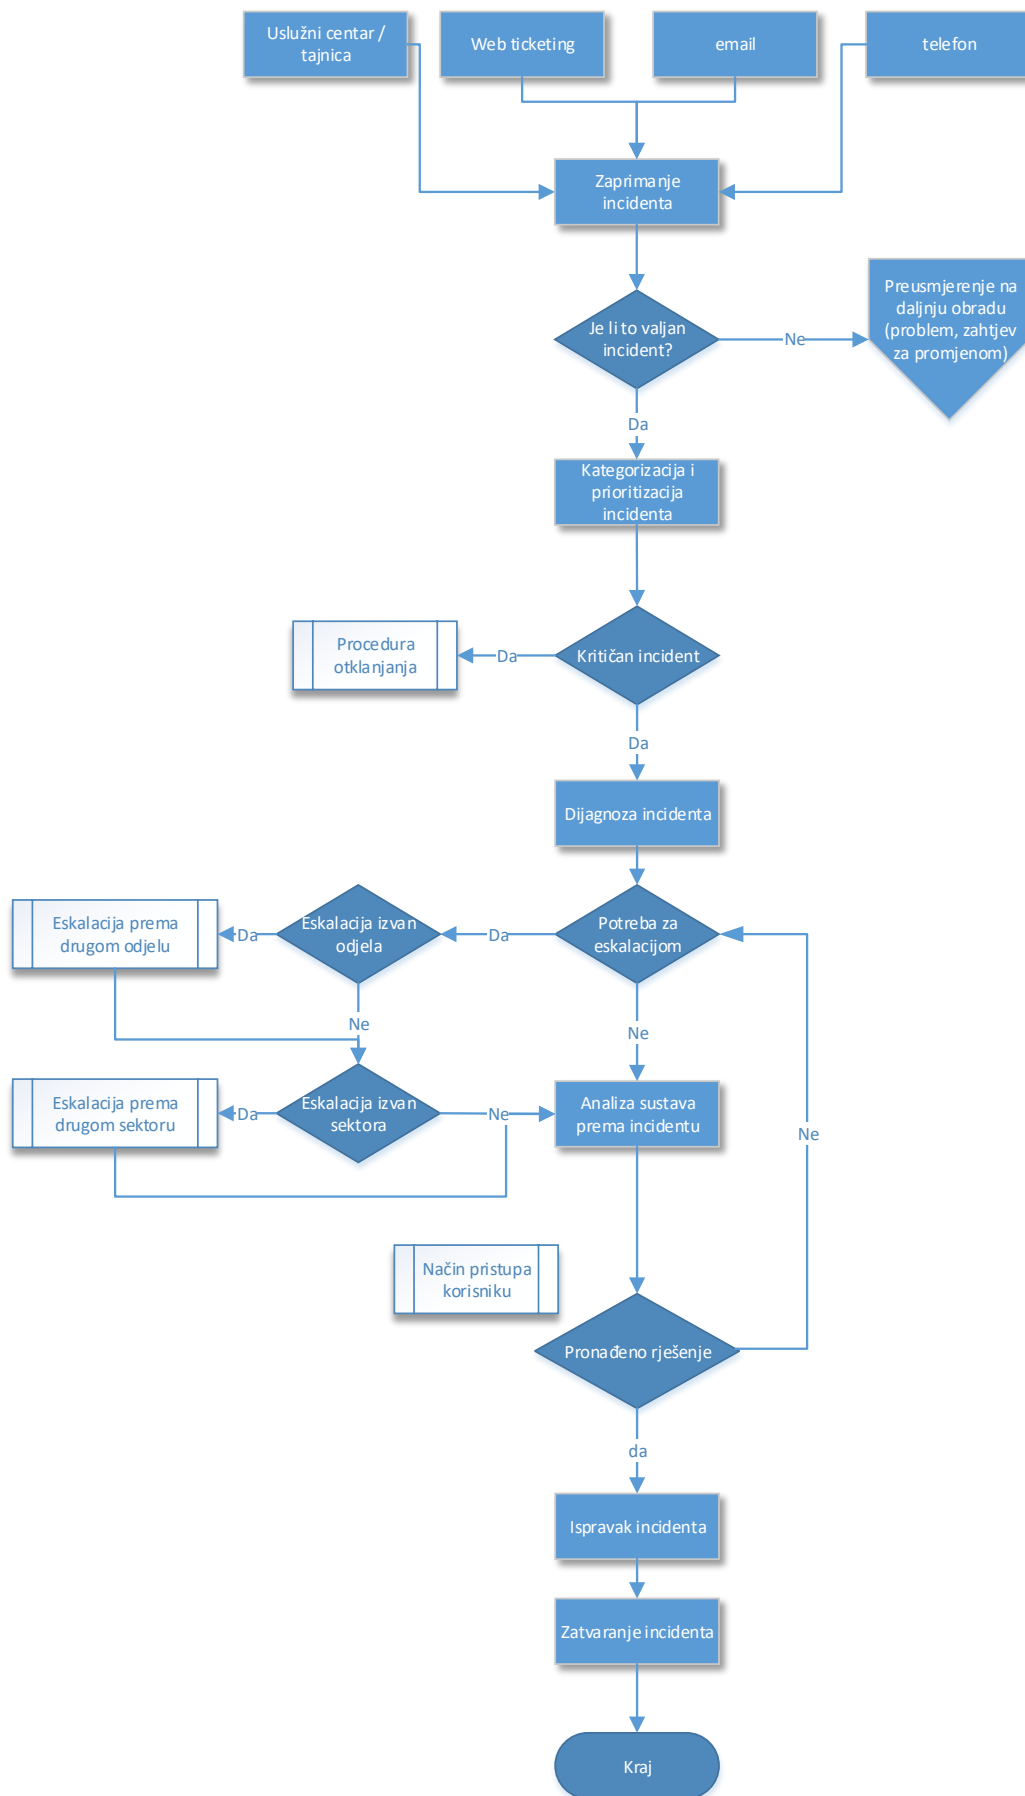 Uslužni centar /
tajnica
Web ticketing
email
telefon
Zaprimanje
incidenta
Je li to valjan
incident?
Ne
Preusmjerenje na
daljnju obradu
(problem, zahtjev
za promjenom)
Da
Kategorizacija i
prioritizacija
incidenta
Procedura
otklanjanja
Da
Kritičan incident
Da
Dijagnoza incidenta
Eskalacija prema
drugom odjelu
Da
Eskalacija izvan
odjela
Da
Potreba za
eskalacijom
Ne
Ne
Eskalacija prema
drugom sektoru
Da
Eskalacija izvan
sektora
Ne
Analiza sustava
prema incidentu
Ne
Način pristupa
korisniku
Pronađeno rješenje
da
Ispravak incidenta
Zatvaranje incidenta
Kraj